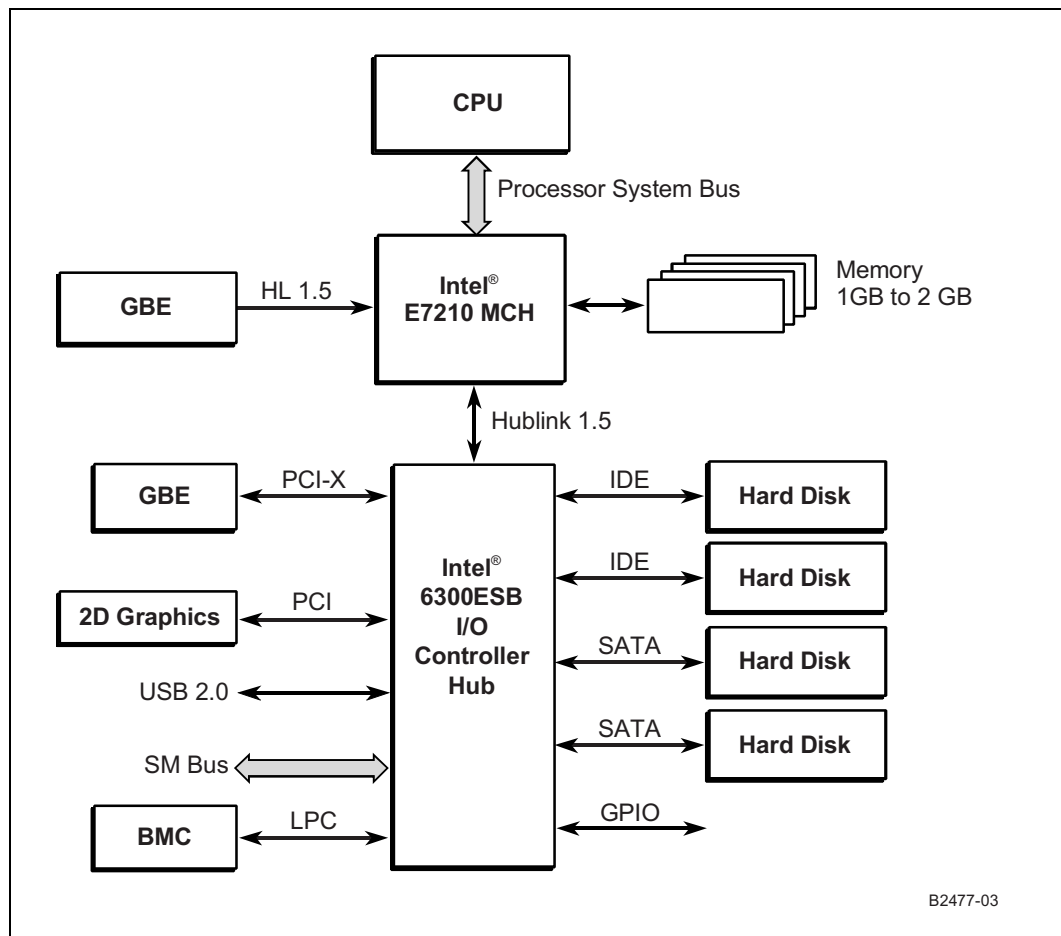 CPU
Processor System Bus
GBE
HL 1.5
Intel®
E7210 MCH
Memory
1GB to 2 GB
Hublink 1.5
GBE
PCI-X
IDE
Hard Disk
Intel®
6300ESB
I/O
Controller
Hub
IDE
Hard Disk
2D Graphics
PCI
SATA
Hard Disk
USB 2.0
SATA
Hard Disk
SM Bus
BMC
LPC
GPIO
B2477-03